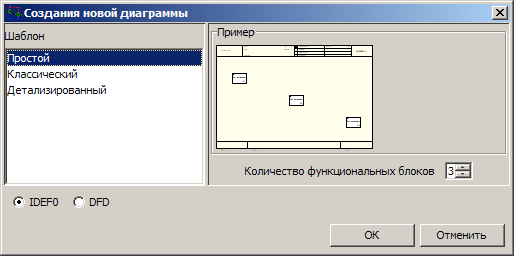 Создания новой диаграммы
Шаблон
Простой
Классический
Детализированный
Пример
Количество функциональных блоков 3
IDEF0 DFD
OK Отменить